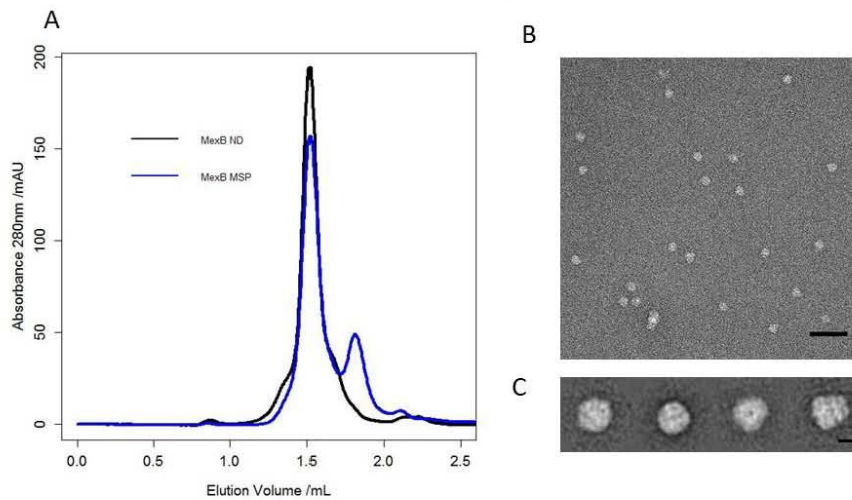 A
Absorbance 280nm /mAU
200
150
100
50
0
MexB ND
MexB MSP
0.0 0.5 1.0 1.5 2.0 2.5
Elution Volume /mL
B
C